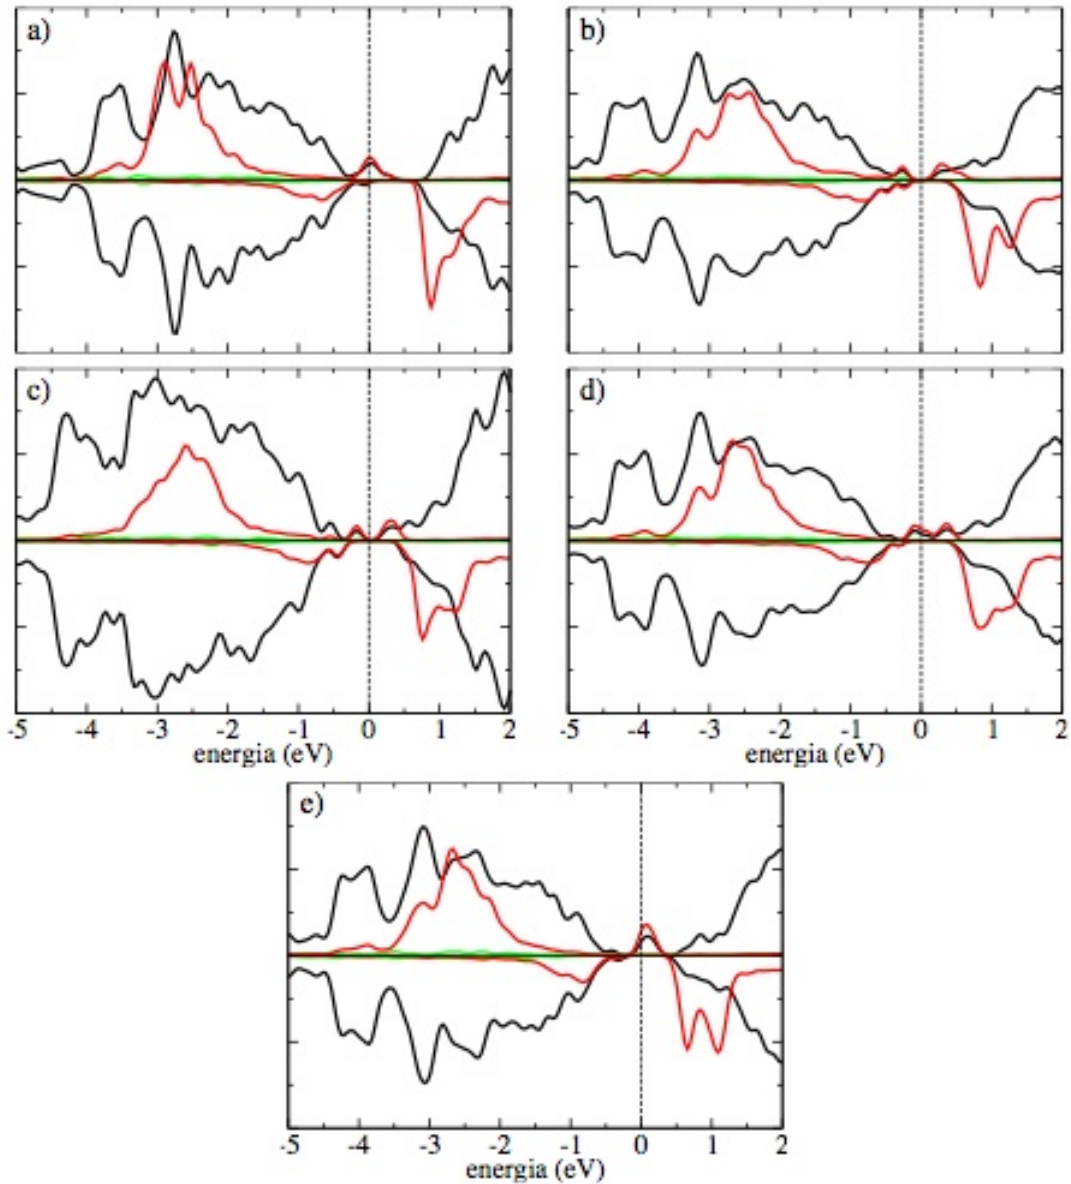 a) b)
c) d)
-5 -4 -3 -2 -1 0 1 2 -5 -4 -3 -2 -1 0 1 2
energia (eV) energia (eV)
e)
-5 -4 -3 -2 -1 0 1 2
energia (eV)